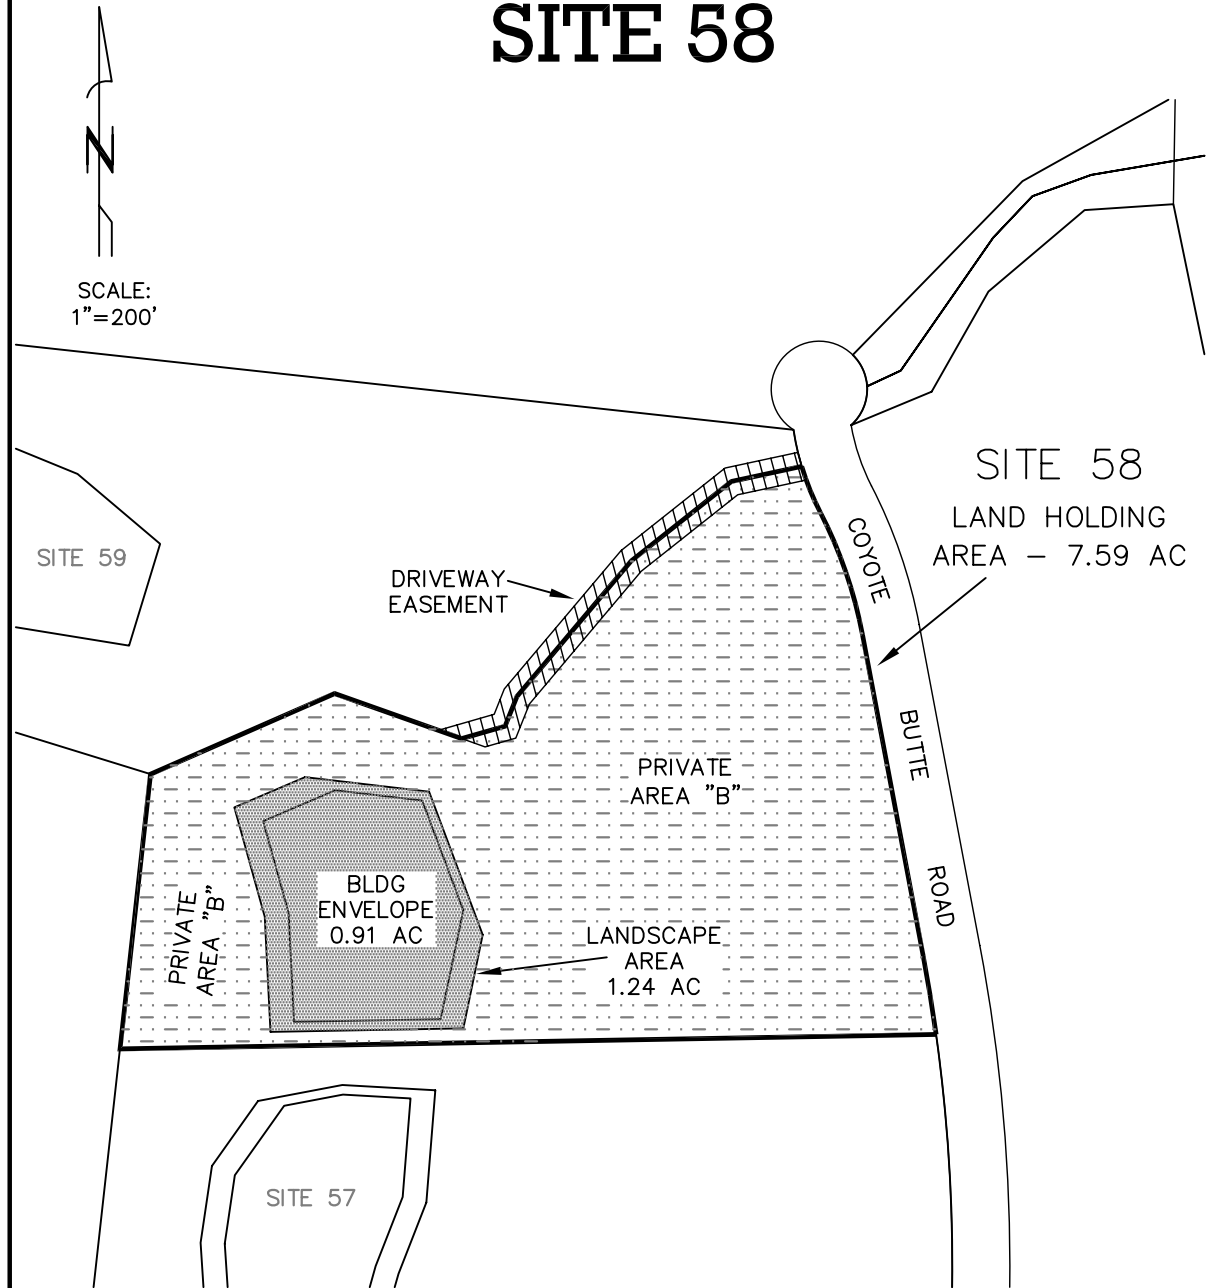 SITE 58
N
SCALE:
1"=200'
SITE 58
LAND HOLDING
AREA – 7.59 AC
COYOTE
BUTTE
ROAD
SITE 59
DRIVEWAY
EASEMENT
PRIVATE
AREA "B"
BLDG
ENVELOPE
0.91 AC
PRIVATE
AREA "B"
LANDSCAPE
AREA
1.24 AC
SITE 57